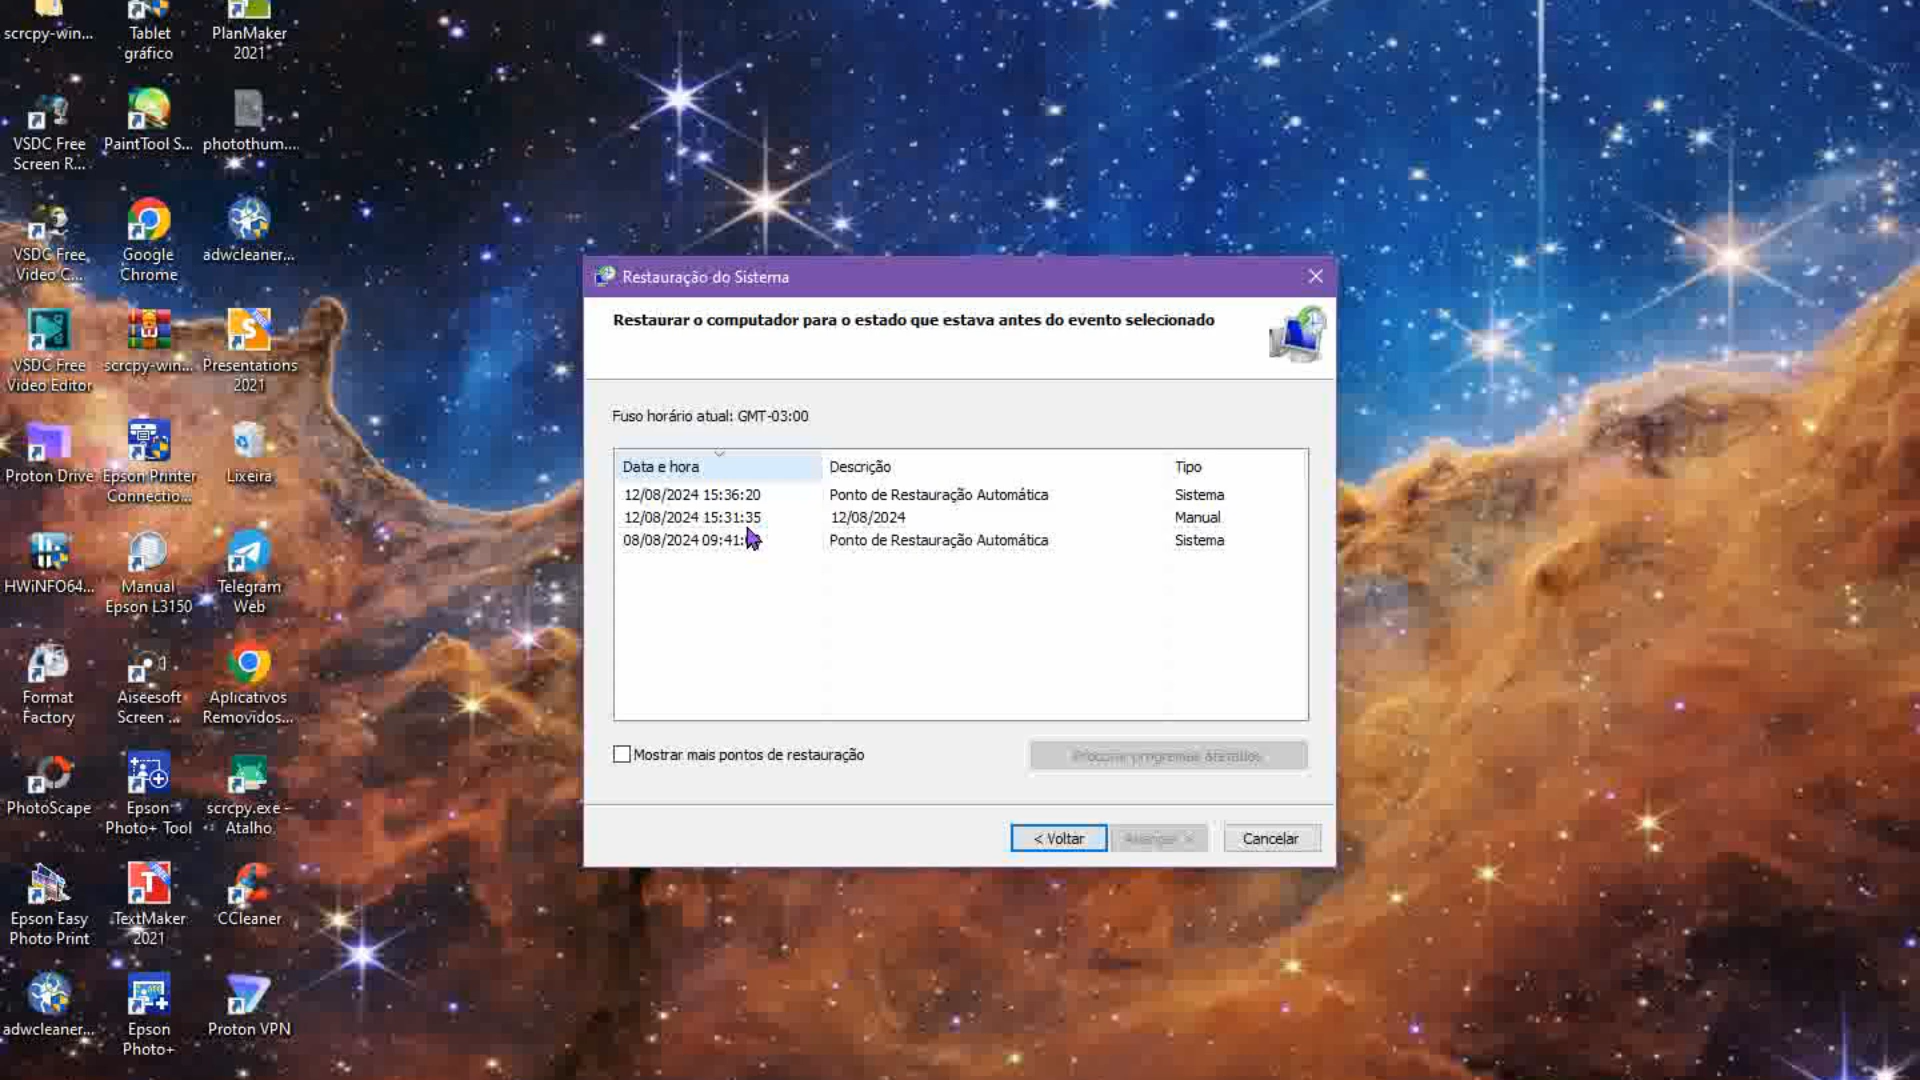 scrcpy-win...
Tablet
gráfico
PlanMaker
2021
VSDC Free
Screen R...
PaintTool S...
photothum....
VSDC Free
Video C...
Google
Chrome
adwcleaner...
VSDC Free
Video Editor
scrcpy-win...
Presentations
2021
Proton Drive
Epson Printer
Connectio...
Lixeira
HWiNFO64...
Manual
Epson L3150
Telegram
Web
Format
Factory
Aiseesoft
Screen ...
Aplicativos
Removidos...
PhotoScape
Epson
Photo+ Tool
scrcpy.exe -
Atalho
Epson Easy
Photo Print
TextMaker
2021
CCleaner
adwcleaner...
Epson
Photo+
Proton VPN
Restauração do Sistema
Restaurar o computador para o estado que estava antes do evento selecionado
Fuso horário atual: GMT-03:00
Data e hora Descrição Tipo
12/08/2024 15:36:20 Ponto de Restauração Automática Sistema
12/08/2024 15:31:35 12/08/2024 Manual
08/08/2024 09:41: Ponto de Restauração Automática Sistema
Mostrar mais pontos de restauração
Procurar programas afetados
< Voltar Avançar > Cancelar